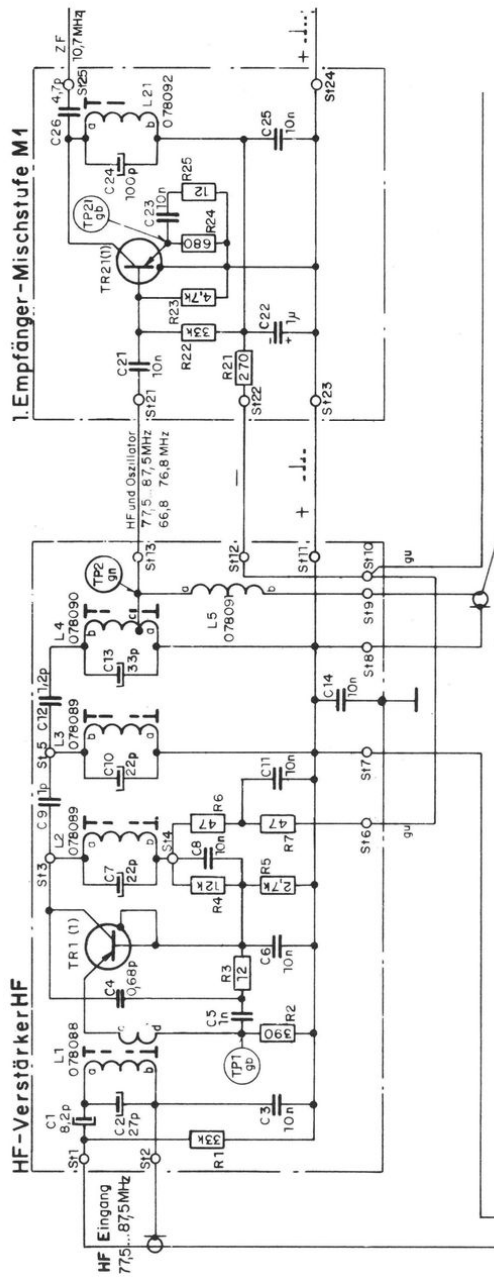 HF-VerstärkerHF
HF Eingang
77,5...87,5MHz
St1
St2
C1
8,2p
C2
27p
R1
33k
C3
10n
L1
078088
d
TP1
gb
C5
1n
R2
390
C4
0,68p
R3
12
TR1 (1)
C6
10n
St3
C9
1p
L2
078089
a
b
C7
22p
St4
R4
12k
C8
10n
R5
2,7k
R6
47
R7
47
C11
10n
St6
gu
St5
C12
1,2p
L3
078089
a
b
C10
22p
St7
L4
078090
b
c
a
C13
33p
C14
10n
St8
TP2
gn
L5
078091
a
b
St9
St10
gu
St13
St12
St11
HF und Oszillator
77,5...87,5MHz
66,8 76,8MHz
−
+
1.Empfänger-Mischstufe M1
St21
St22
St23
C21
10n
R21
270
R22
33k
C22
1µ
−
+
R23
4,7k
TR21(1)
TP21
gb
R24
680
C23
10n
R25
12
C24
100p
L21
078092
a
b
C25
10n
C26
4,7p
St25
ZF
10,7MHz
+
St24